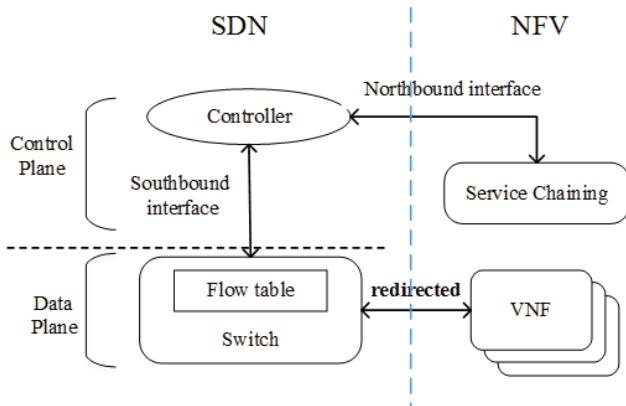 SDN
NFV
Northbound interface
Controller
Control
Plane
Southbound
interface
Service Chaining
Flow table
redirected
VNF
Data
Plane
Switch